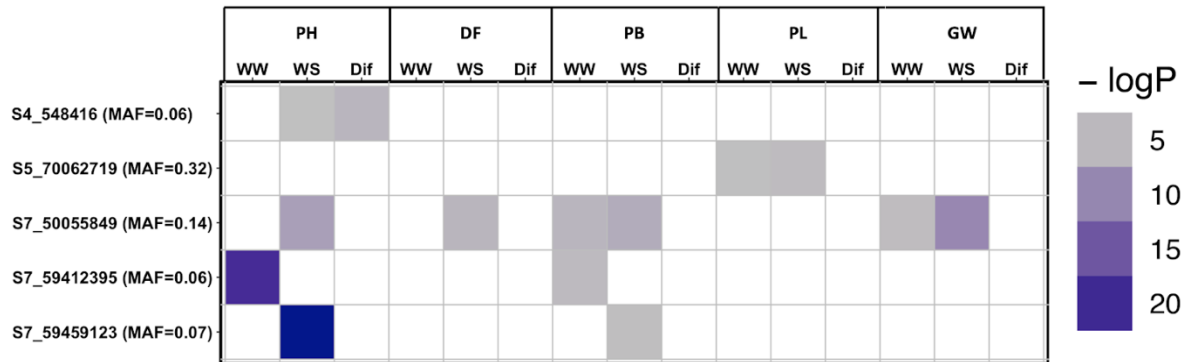 PH DF PB PL GW
WW WS Dif WW WS Dif WW WS Dif WW WS Dif WW WS Dif
S4_548416 (MAF=0.06)
S5_70062719 (MAF=0.32)
S7_50055849 (MAF=0.14)
S7_59412395 (MAF=0.06)
S7_59459123 (MAF=0.07)
– logP
5
10
15
20